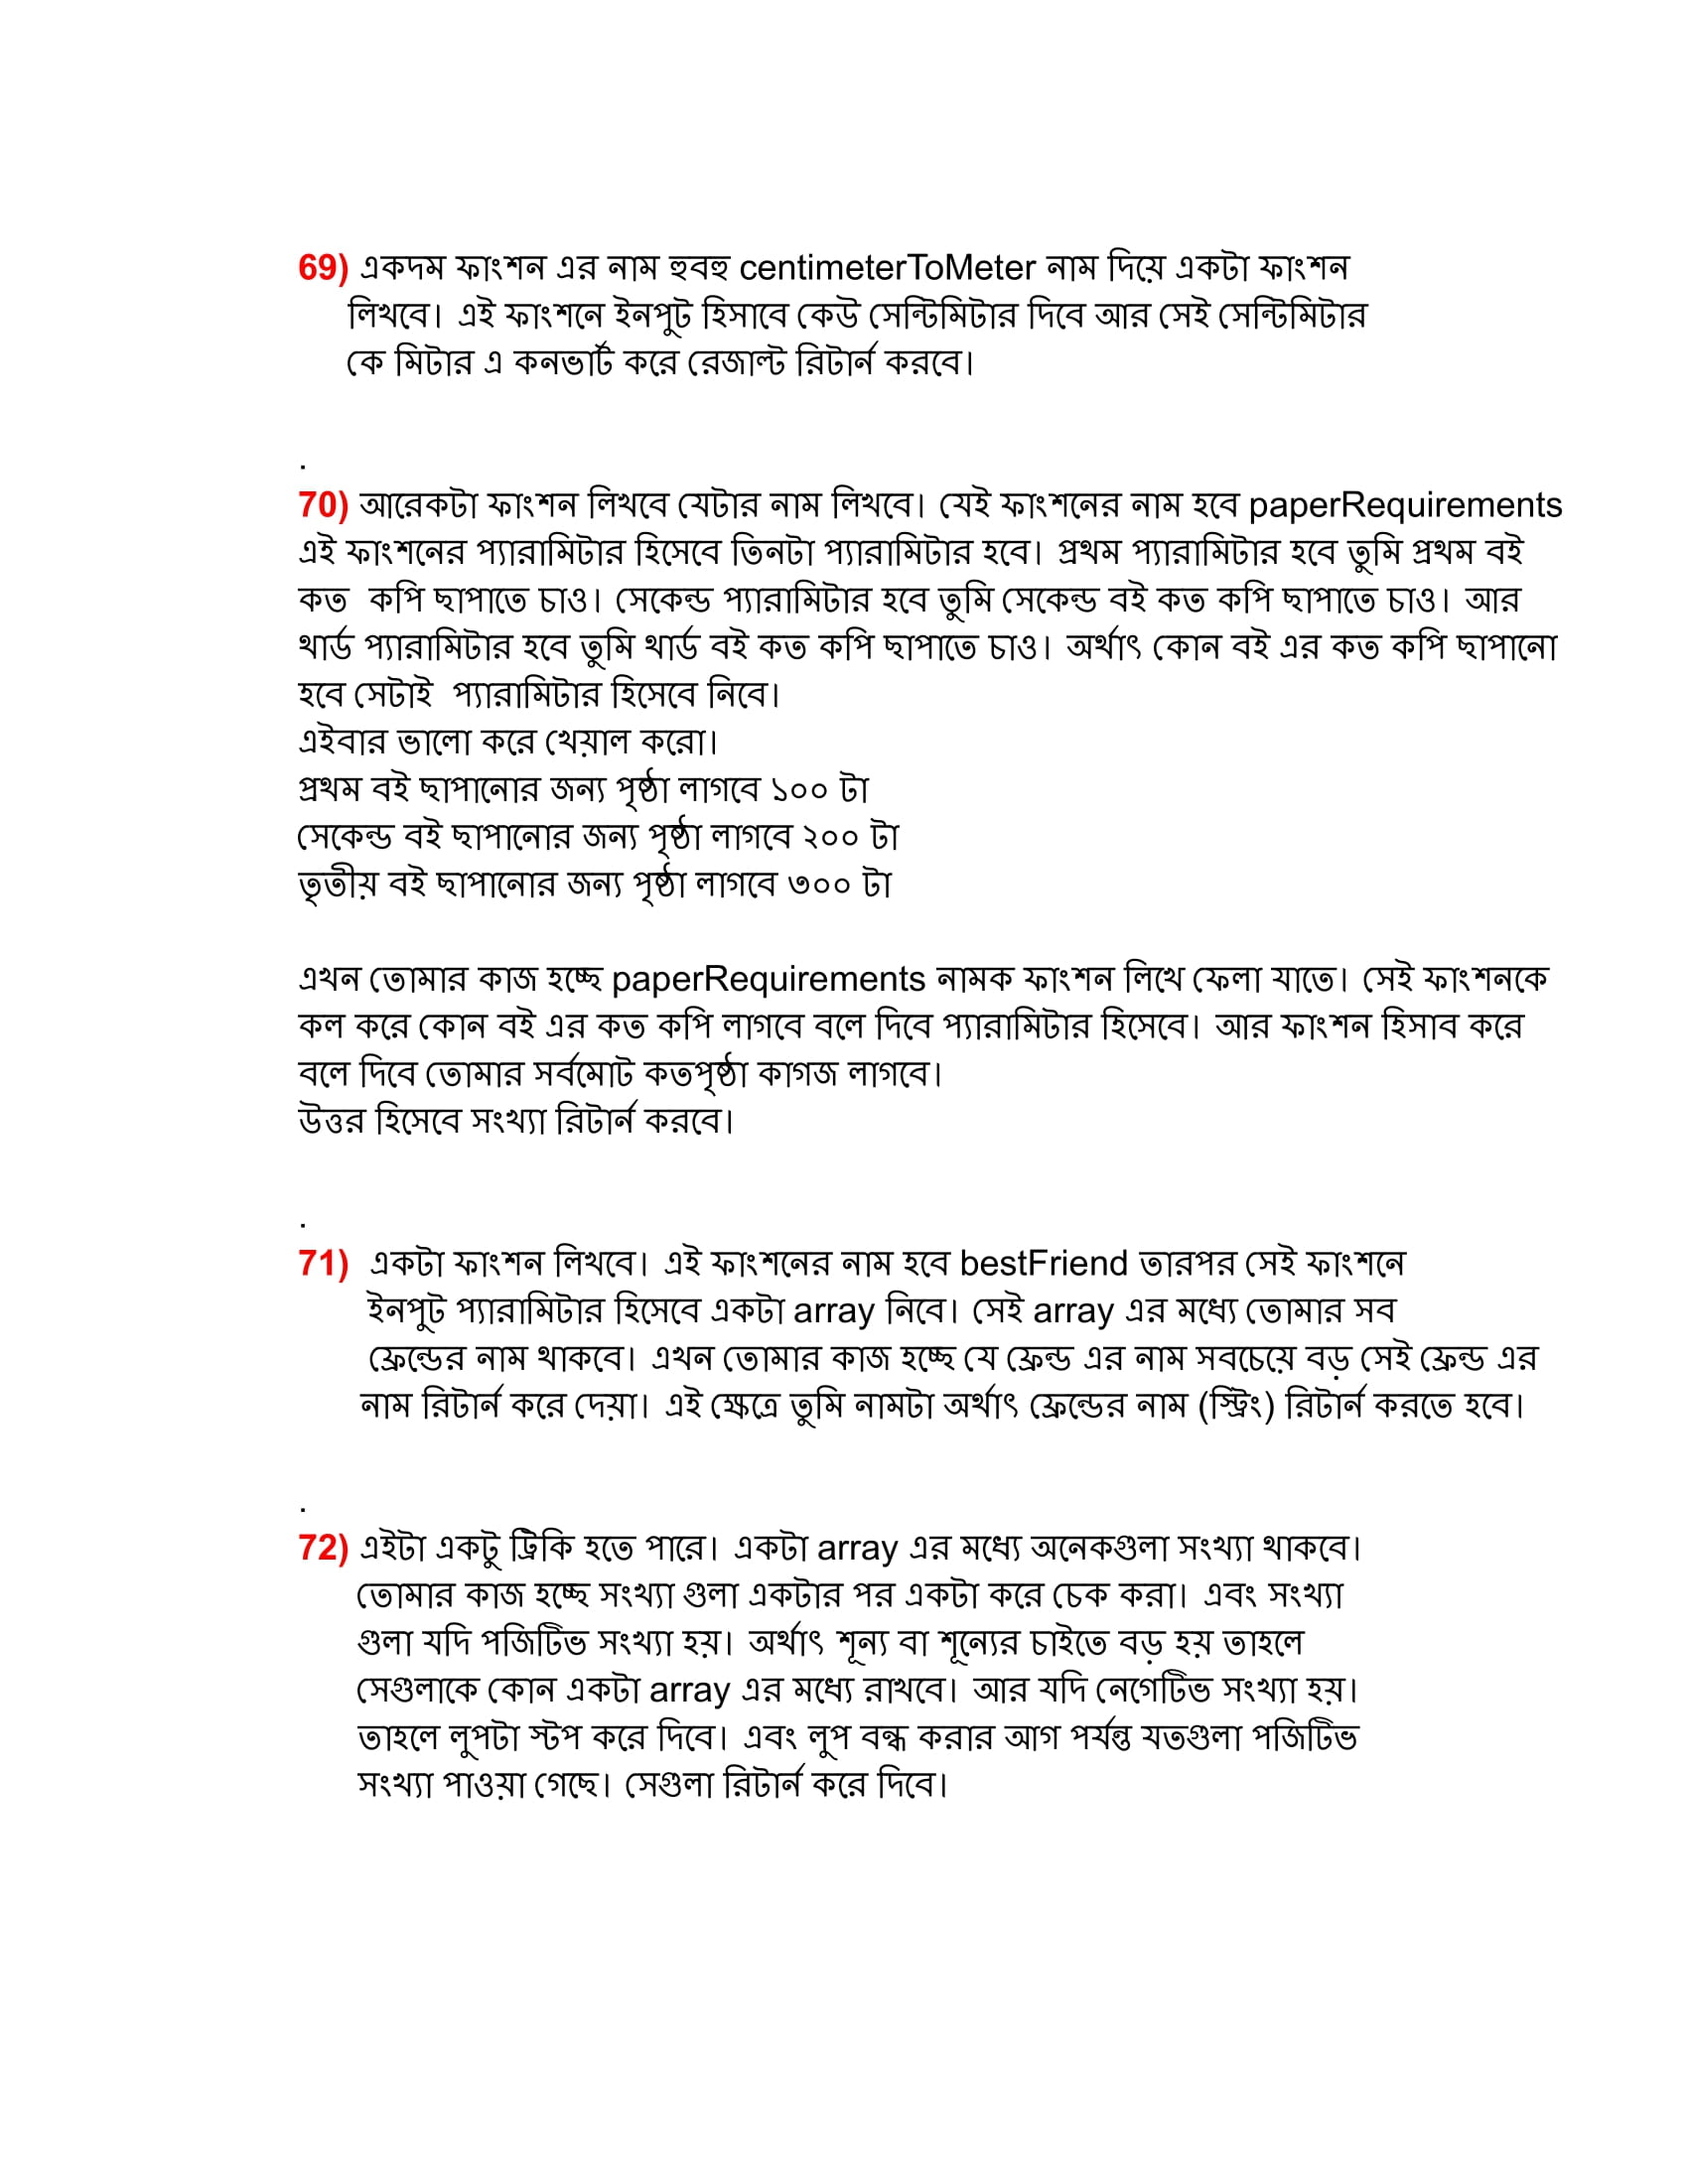 69) একদম ফাংশন এর নাম হুবহু centimeterToMeter নাম দিয়ে একটা ফাংশন
লিখবে। এই ফাংশনে ইনপুট হিসাবে কেউ সেন্টিমিটার দিবে আর সেই সেন্টিমিটার
কে মিটার এ কনভার্ট করে রেজাল্ট রিটার্ন করবে।
.
70) আরেকটা ফাংশন লিখবে যেটার নাম লিখবে। যেই ফাংশনের নাম হবে paperRequirements
এই ফাংশনের প্যারামিটার হিসেবে তিনটা প্যারামিটার হবে। প্রথম প্যারামিটার হবে তুমি প্রথম বই
কত কপি ছাপাতে চাও। সেকেন্ড প্যারামিটার হবে তুমি সেকেন্ড বই কত কপি ছাপাতে চাও। আর
থার্ড প্যারামিটার হবে তুমি থার্ড বই কত কপি ছাপাতে চাও। অর্থাৎ কোন বই এর কত কপি ছাপানো
হবে সেটাই প্যারামিটার হিসেবে নিবে।
এইবার ভালো করে খেয়াল করো।
প্রথম বই ছাপানোর জন্য পৃষ্ঠা লাগবে ১০০ টা
সেকেন্ড বই ছাপানোর জন্য পৃষ্ঠা লাগবে ২০০ টা
তৃতীয় বই ছাপানোর জন্য পৃষ্ঠা লাগবে ৩০০ টা
এখন তোমার কাজ হচ্ছে paperRequirements নামক ফাংশন লিখে ফেলা যাতে। সেই ফাংশনকে
কল করে কোন বই এর কত কপি লাগবে বলে দিবে প্যারামিটার হিসেবে। আর ফাংশন হিসাব করে
বলে দিবে তোমার সর্বমোট কতপৃষ্ঠা কাগজ লাগবে।
উত্তর হিসেবে সংখ্যা রিটার্ন করবে।
.
71) একটা ফাংশন লিখবে। এই ফাংশনের নাম হবে bestFriend তারপর সেই ফাংশনে
ইনপুট প্যারামিটার হিসেবে একটা array নিবে। সেই array এর মধ্যে তোমার সব
ফ্রেন্ডের নাম থাকবে। এখন তোমার কাজ হচ্ছে যে ফ্রেন্ড এর নাম সবচেয়ে বড় সেই ফ্রেন্ড এর
নাম রিটার্ন করে দেয়া। এই ক্ষেত্রে তুমি নামটা অর্থাৎ ফ্রেন্ডের নাম (স্ট্রিং) রিটার্ন করতে হবে।
.
72) এইটা একটু ট্রিকি হতে পারে। একটা array এর মধ্যে অনেকগুলা সংখ্যা থাকবে।
তোমার কাজ হচ্ছে সংখ্যা গুলা একটার পর একটা করে চেক করা। এবং সংখ্যা
গুলা যদি পজিটিভ সংখ্যা হয়। অর্থাৎ শূন্য বা শূন্যের চাইতে বড় হয় তাহলে
সেগুলাকে কোন একটা array এর মধ্যে রাখবে। আর যদি নেগেটিভ সংখ্যা হয়।
তাহলে লুপটা স্টপ করে দিবে। এবং লুপ বন্ধ করার আগ পর্যন্ত যতগুলা পজিটিভ
সংখ্যা পাওয়া গেছে। সেগুলা রিটার্ন করে দিবে।